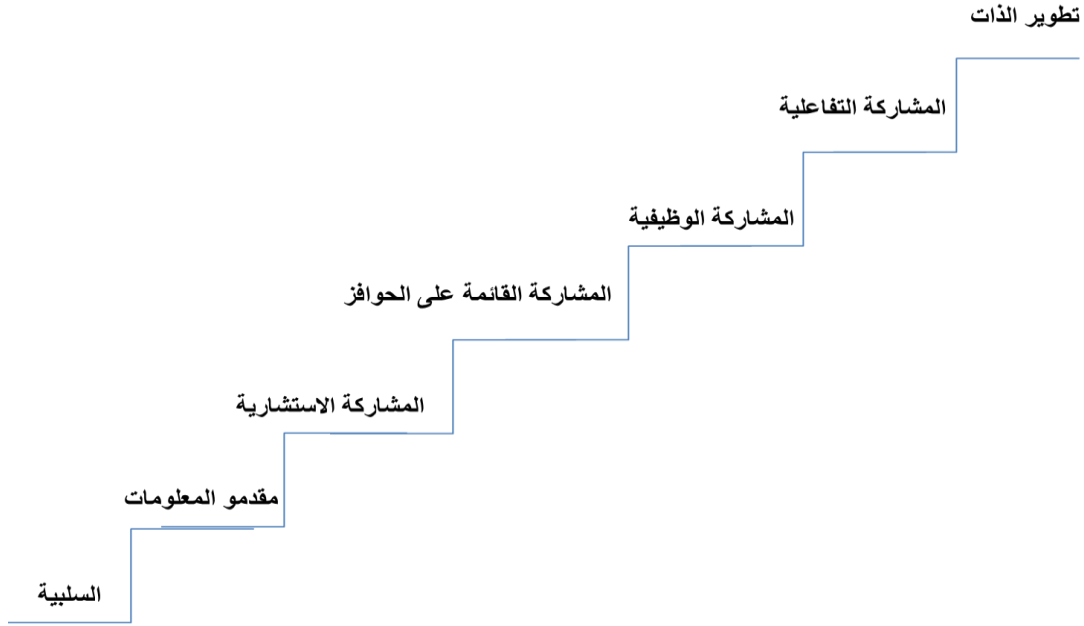 تطوير الذات
المشاركة التفاعلية
المشاركة الوظيفية
المشاركة القائمة على الحوافز
المشاركة الاستشارية
مقدمو المعلومات
السلبية